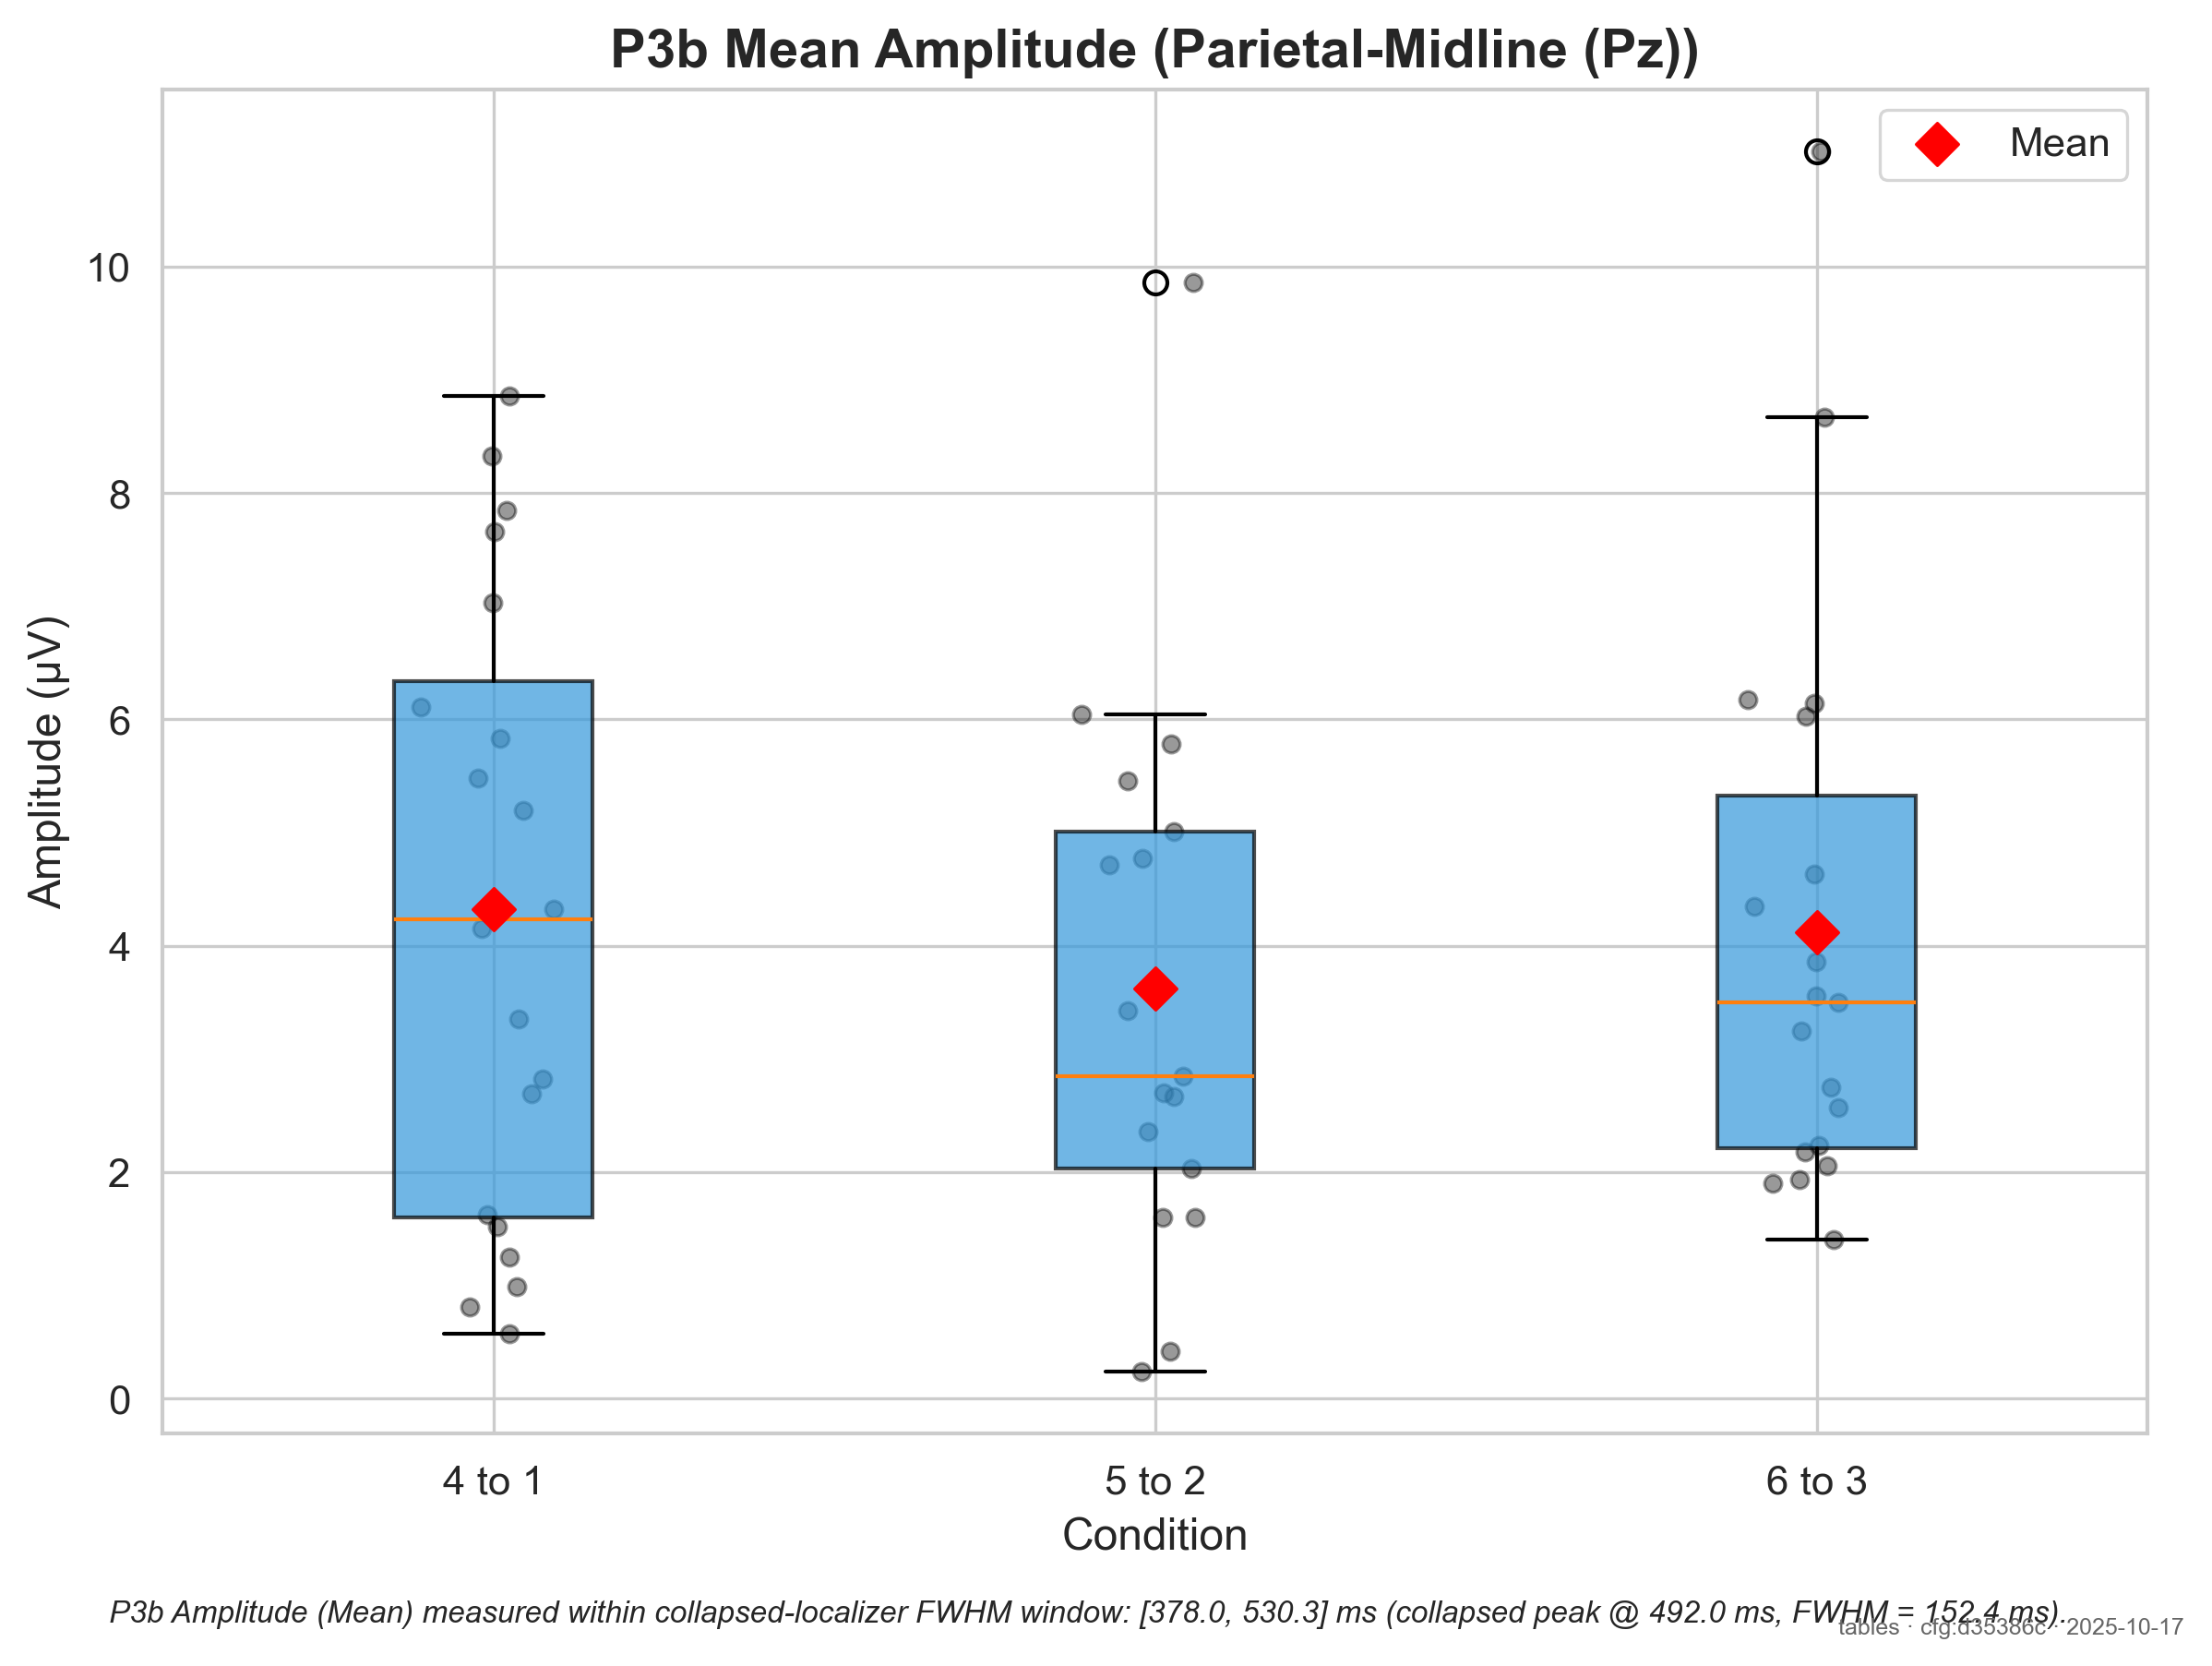 P3b Mean Amplitude (Parietal-Midline (Pz))
Mean
10
8
6
4
2
0
Amplitude (µV)
4 to 1
5 to 2
6 to 3
Condition
P3b Amplitude (Mean) measured within collapsed-localizer FWHM window: [378.0, 530.3] ms (collapsed peak @ 492.0 ms, FWHM = 152.4 ms).
tables · cfg:d35386c · 2025-10-17